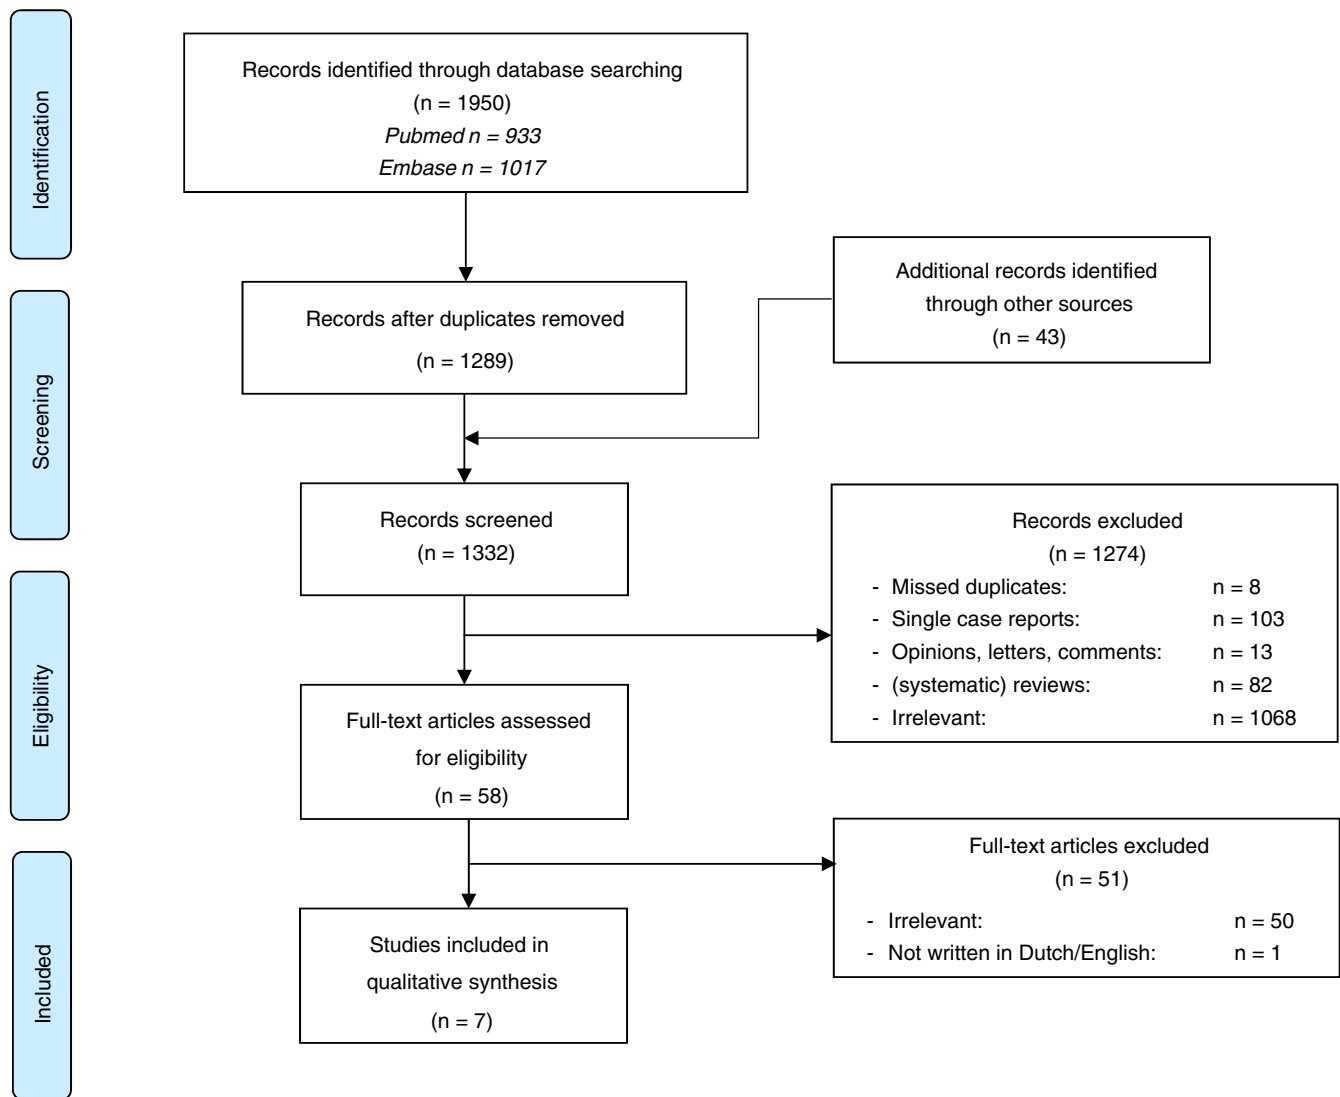 Identification
Records identified through database searching
(n = 1950)
Pubmed n = 933
Embase n = 1017
Additional records identified
through other sources
(n = 43)
Screening
Records after duplicates removed
(n = 1289)
Records screened
(n = 1332)
Records excluded
(n = 1274)
- Missed duplicates: n = 8
- Single case reports: n = 103
- Opinions, letters, comments: n = 13
- (systematic) reviews: n = 82
- Irrelevant: n = 1068
Eligibility
Full-text articles assessed
for eligibility
(n = 58)
Full-text articles excluded
(n = 51)
- Irrelevant: n = 50
- Not written in Dutch/English: n = 1
Included
Studies included in
qualitative synthesis
(n = 7)